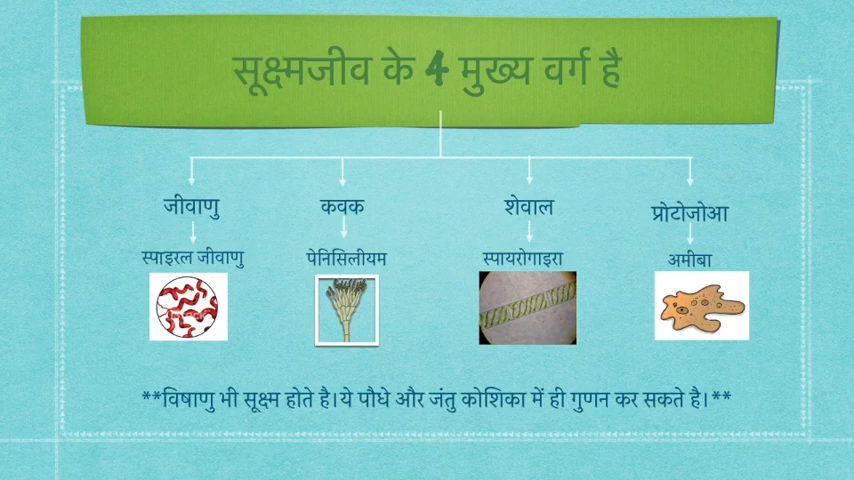 सूक्ष्मजीव के 4 मुख्य वर्ग है
जीवाणु कवक शेवाल प्रोटोजोआ
स्पाइरल जीवाणु पेनिसिलीयम स्पायरोगाइरा अमीबा
**विषाणु भी सूक्ष्म होते है।ये पौधे और जंतु कोशिका में ही गुणन कर सकते है।**